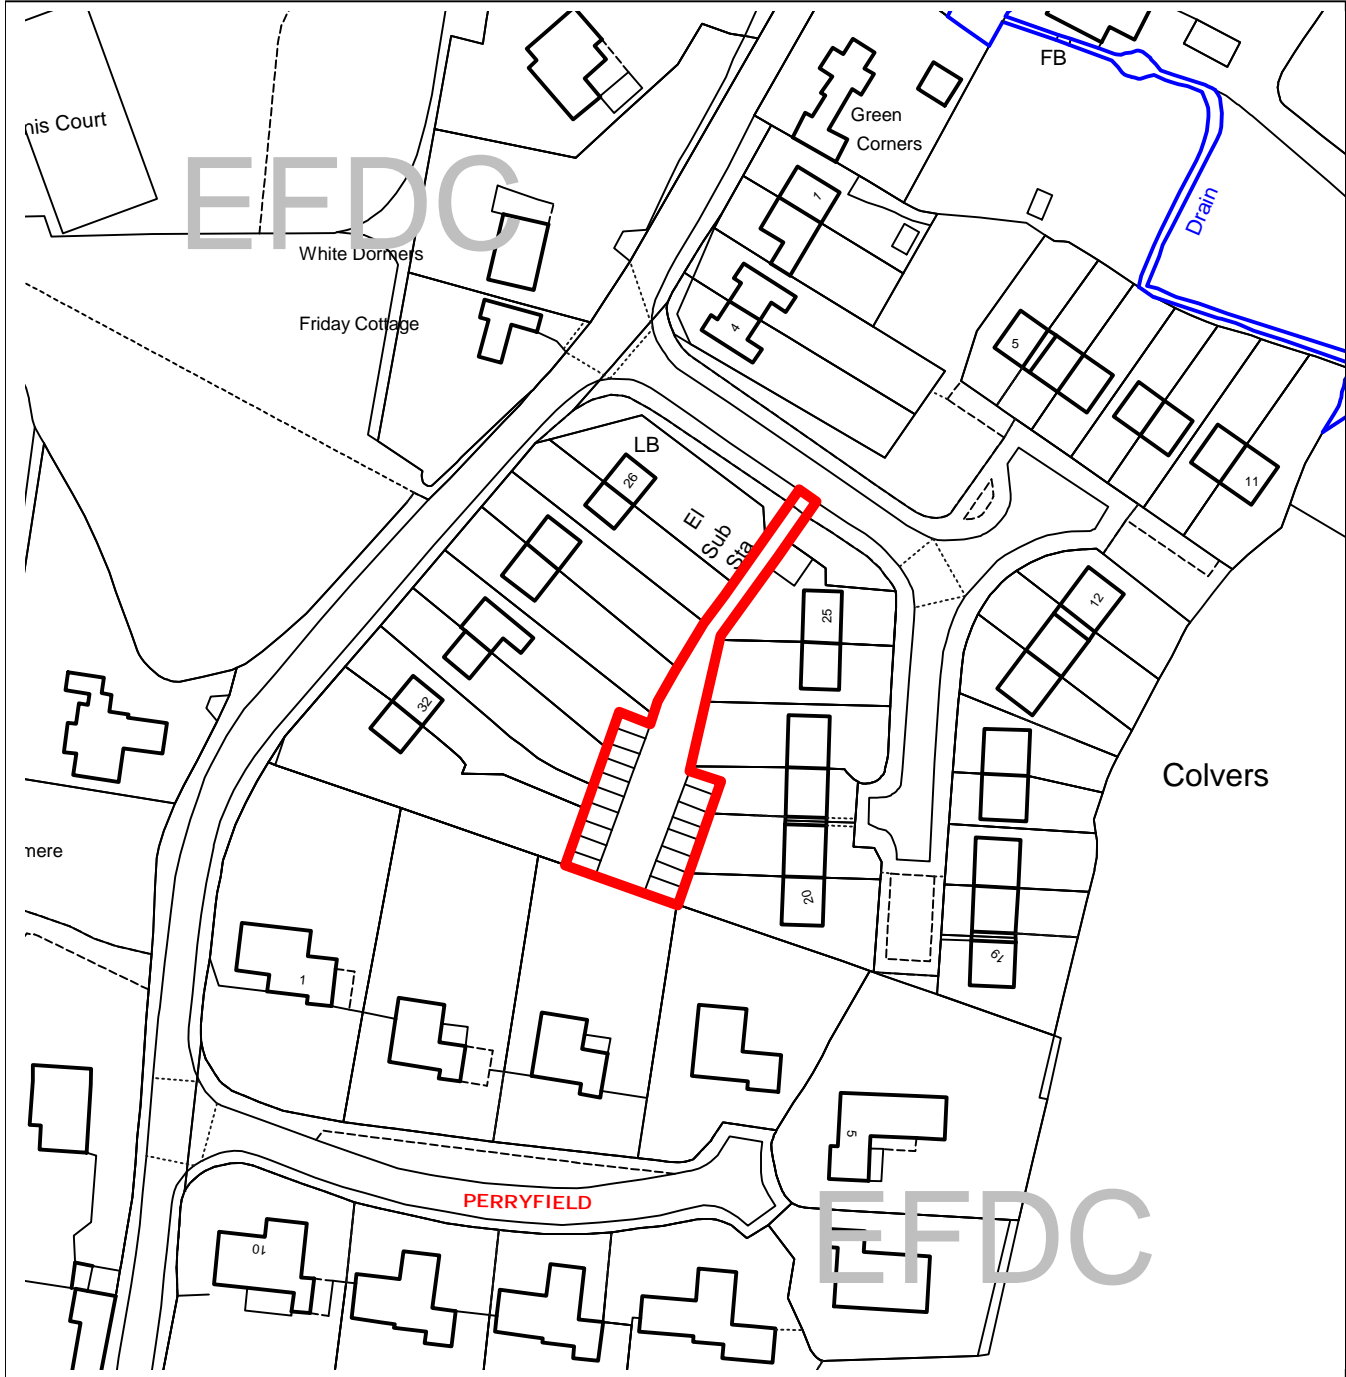 FB
Green
Corners
nis Court
EFDC
1
Drain
White Dormers
Friday Cottage
4
5
LB
26
11
El
Sub
Sta
12
25
32
Colvers
mere
20
19
1
5
PERRYFIELD
EFDC
10